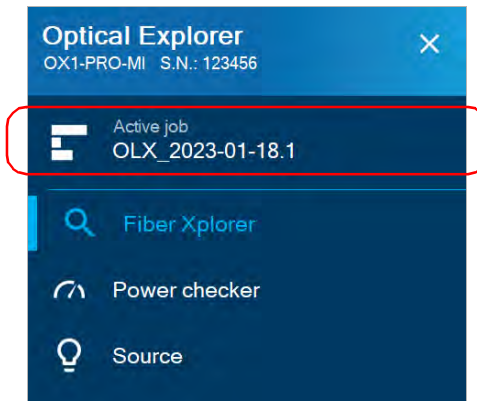 Optical Explorer
OX1-PRO-MI S.N.: 123456
Active job
OLX_2023-01-18.1
Fiber Xplorer
Power checker
Source